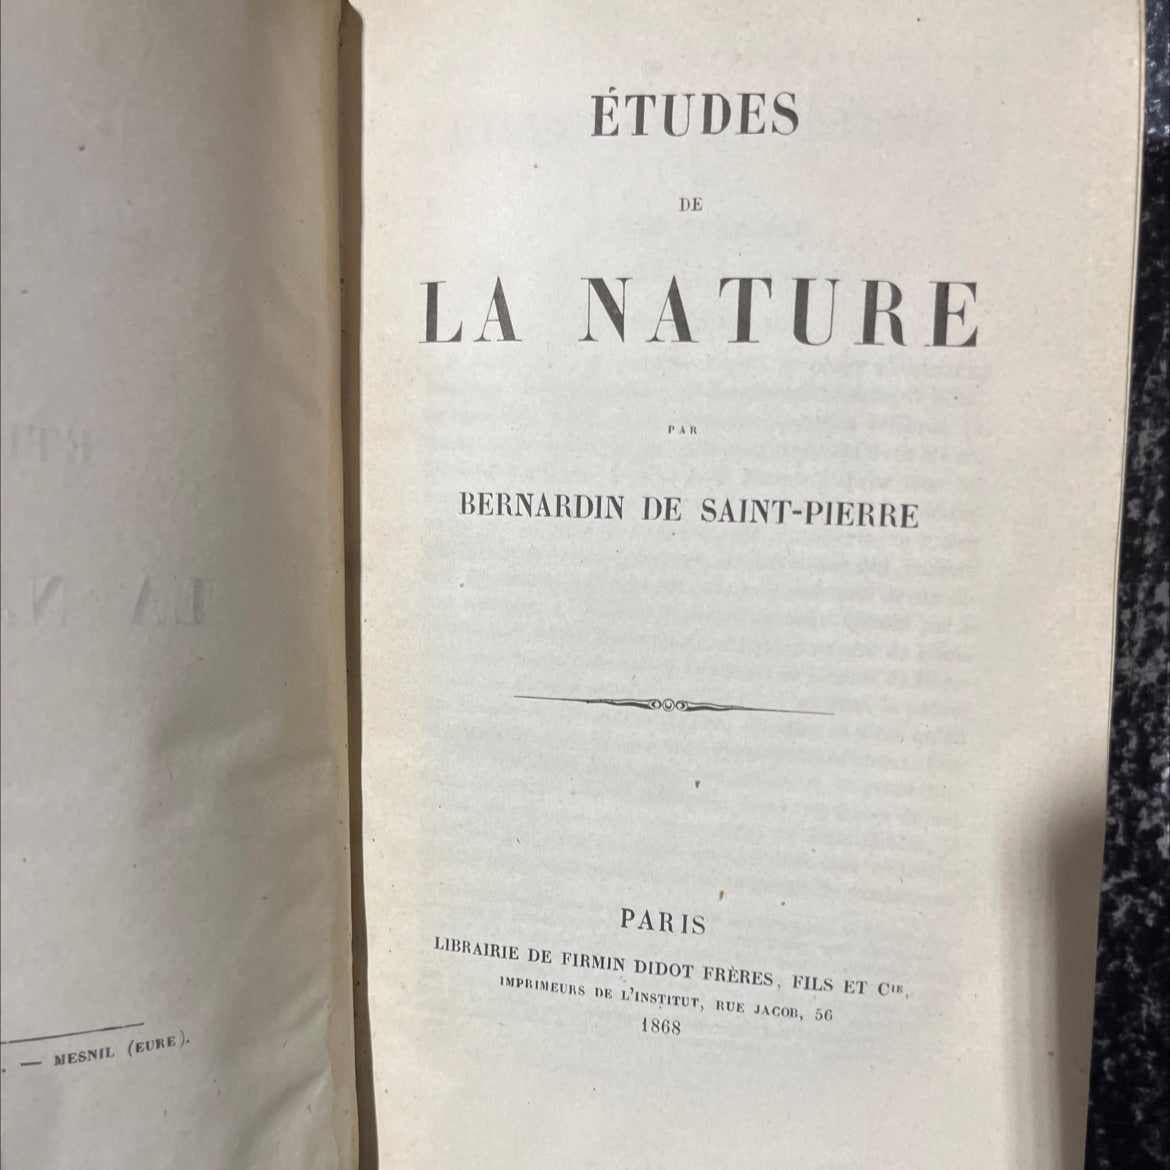 — MESNIL (EURE).
ÉTUDES
DE
LA NATURE
PAR
BERNARDIN DE SAINT-PIERRE
PARIS
LIBRAIRIE DE FIRMIN DIDOT FRÈRES, FILS ET Cᴵᴱ,
IMPRIMEURS DE L'INSTITUT, RUE JACOB, 56
1868